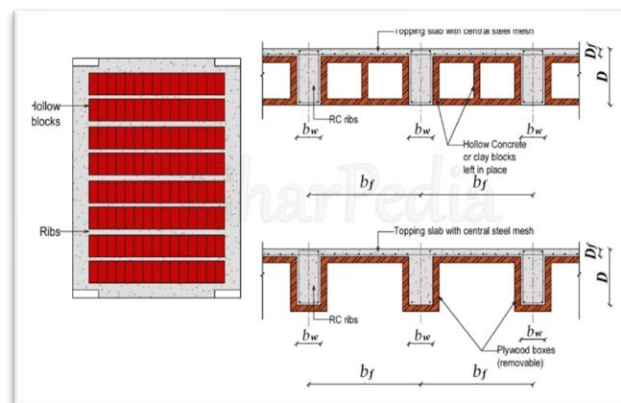 Hollow
blocks
Ribs
Topping slab with central steel mesh
Df
D
RC ribs
bw
bw
bw
Hollow Concrete
or clay blocks
left in place
bf
bf
GharPedia
Topping slab with central steel mesh
Df
D
RC ribs
bw
bw
bw
Plywood boxes
(removable)
bf
bf